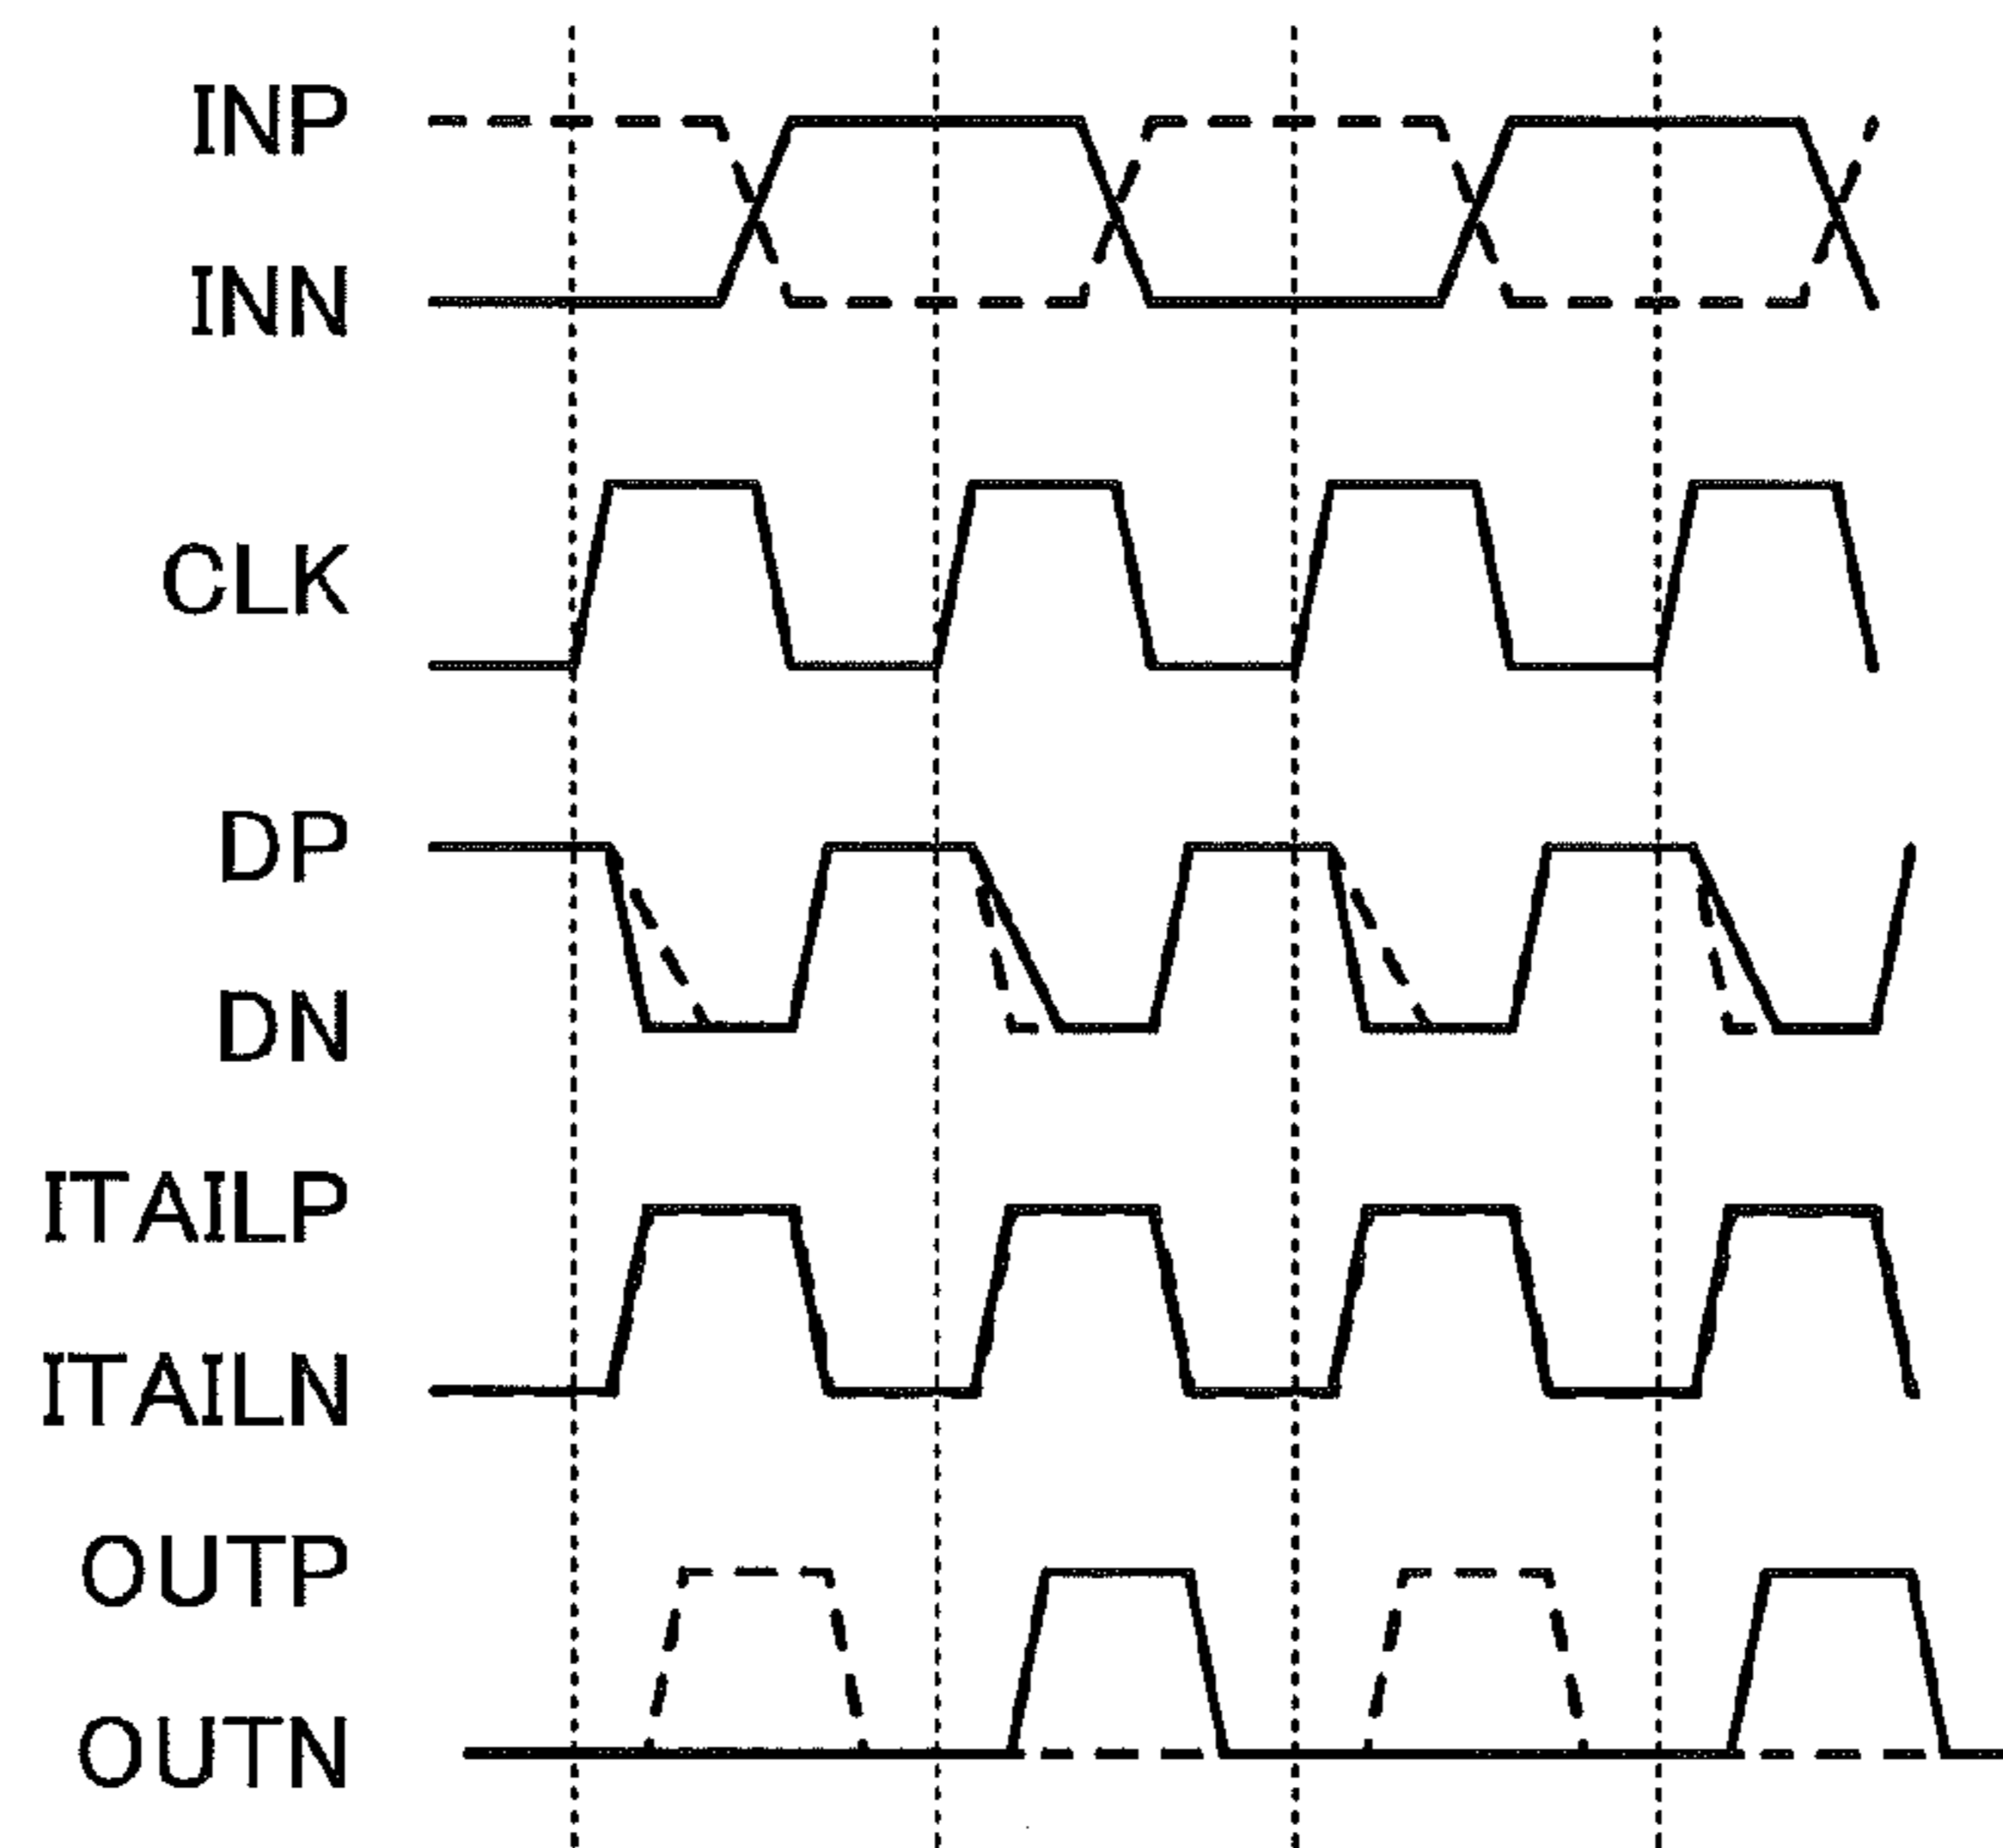 INP
INN
CLK
DP
DN
ITAILP
ITAILN
OUTP
OUTN